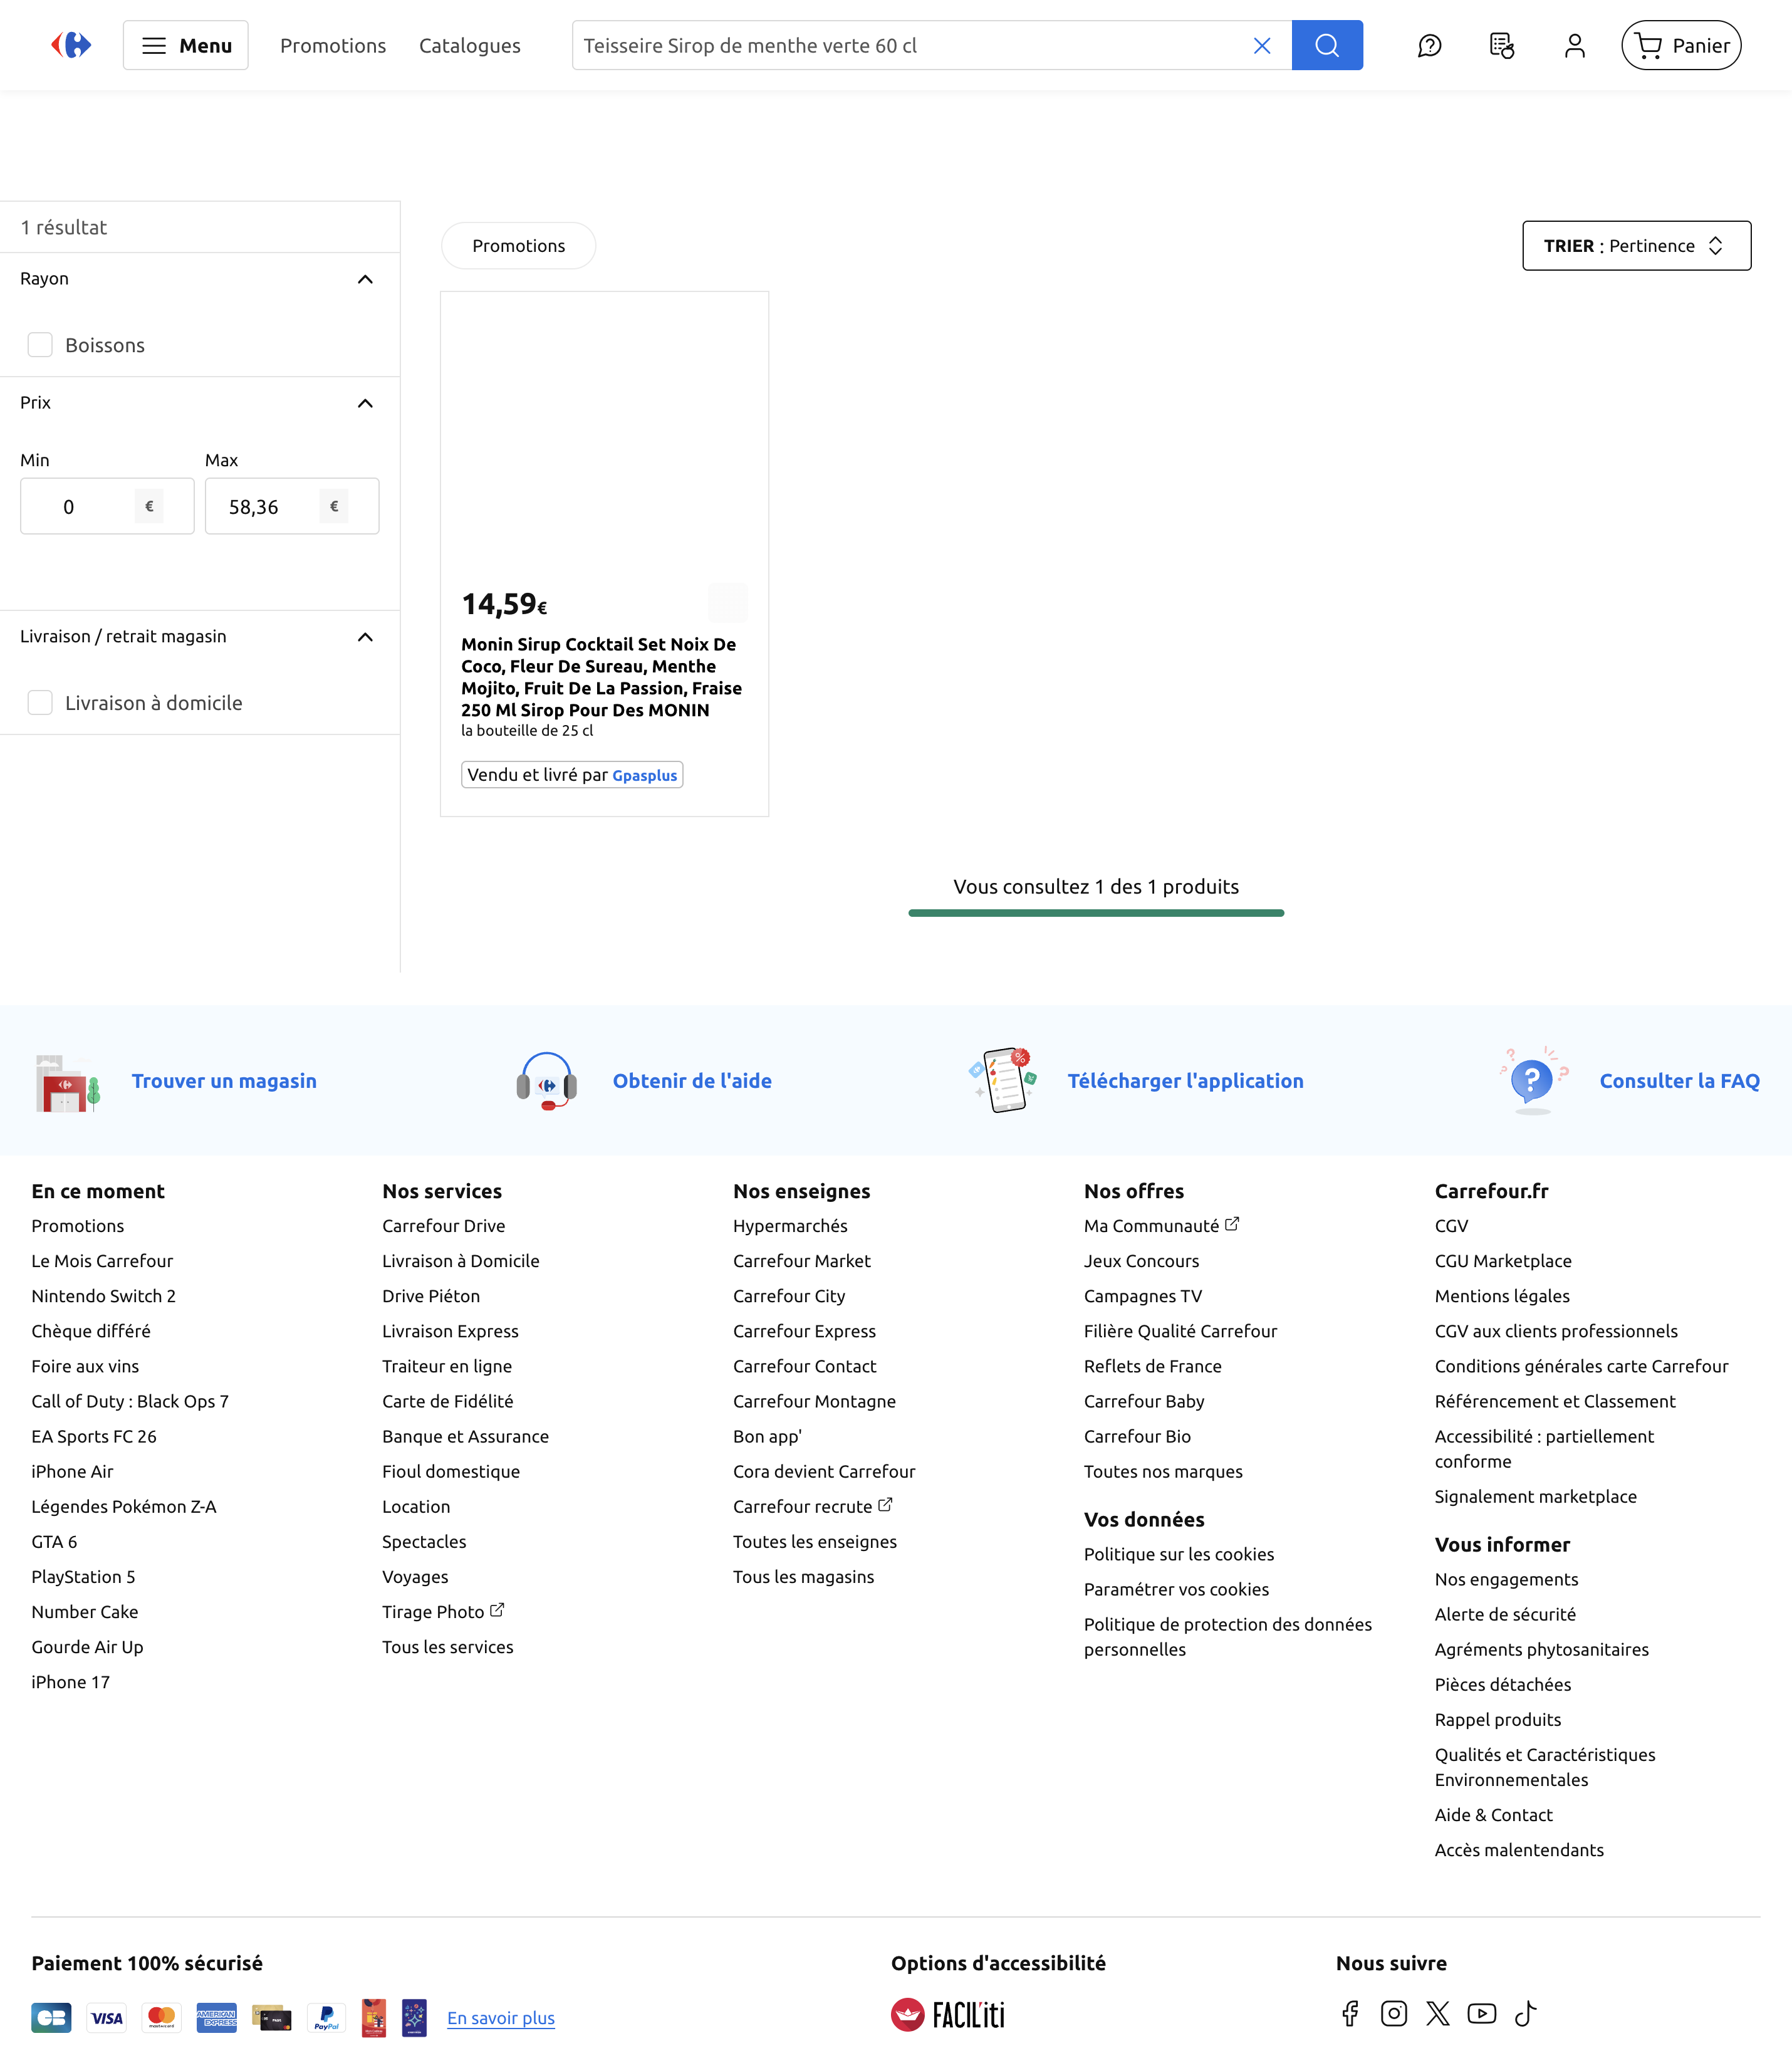 Menu
Promotions
Catalogues
Teisseire Sirop de menthe verte 60 cl
Panier
1 résultat
Rayon
Boissons
Prix
Min
Max
0 €
58,36 €
Livraison / retrait magasin
Livraison à domicile
Promotions
TRIER : Pertinence
14,59€
Monin Sirup Cocktail Set Noix De
Coco, Fleur De Sureau, Menthe
Mojito, Fruit De La Passion, Fraise
250 Ml Sirop Pour Des MONIN
la bouteille de 25 cl
Vendu et livré par Gpasplus
Vous consultez 1 des 1 produits
Trouver un magasin
Obtenir de l'aide
Télécharger l'application
Consulter la FAQ
En ce moment
Promotions
Le Mois Carrefour
Nintendo Switch 2
Chèque différé
Foire aux vins
Call of Duty : Black Ops 7
EA Sports FC 26
iPhone Air
Légendes Pokémon Z-A
GTA 6
PlayStation 5
Number Cake
Gourde Air Up
iPhone 17
Nos services
Carrefour Drive
Livraison à Domicile
Drive Piéton
Livraison Express
Traiteur en ligne
Carte de Fidélité
Banque et Assurance
Fioul domestique
Location
Spectacles
Voyages
Tirage Photo
Tous les services
Nos enseignes
Hypermarchés
Carrefour Market
Carrefour City
Carrefour Express
Carrefour Contact
Carrefour Montagne
Bon app'
Cora devient Carrefour
Carrefour recrute
Toutes les enseignes
Tous les magasins
Nos offres
Ma Communauté
Jeux Concours
Campagnes TV
Filière Qualité Carrefour
Reflets de France
Carrefour Baby
Carrefour Bio
Toutes nos marques
Vos données
Politique sur les cookies
Paramétrer vos cookies
Politique de protection des données
personnelles
Carrefour.fr
CGV
CGU Marketplace
Mentions légales
CGV aux clients professionnels
Conditions générales carte Carrefour
Référencement et Classement
Accessibilité : partiellement
conforme
Signalement marketplace
Vous informer
Nos engagements
Alerte de sécurité
Agréments phytosanitaires
Pièces détachées
Rappel produits
Qualités et Caractéristiques
Environnementales
Aide & Contact
Accès malentendants
Paiement 100% sécurisé
CB
VISA
mastercard
AMERICAN
EXPRESS
PayPal
En savoir plus
Options d'accessibilité
FACIL'iti
Nous suivre